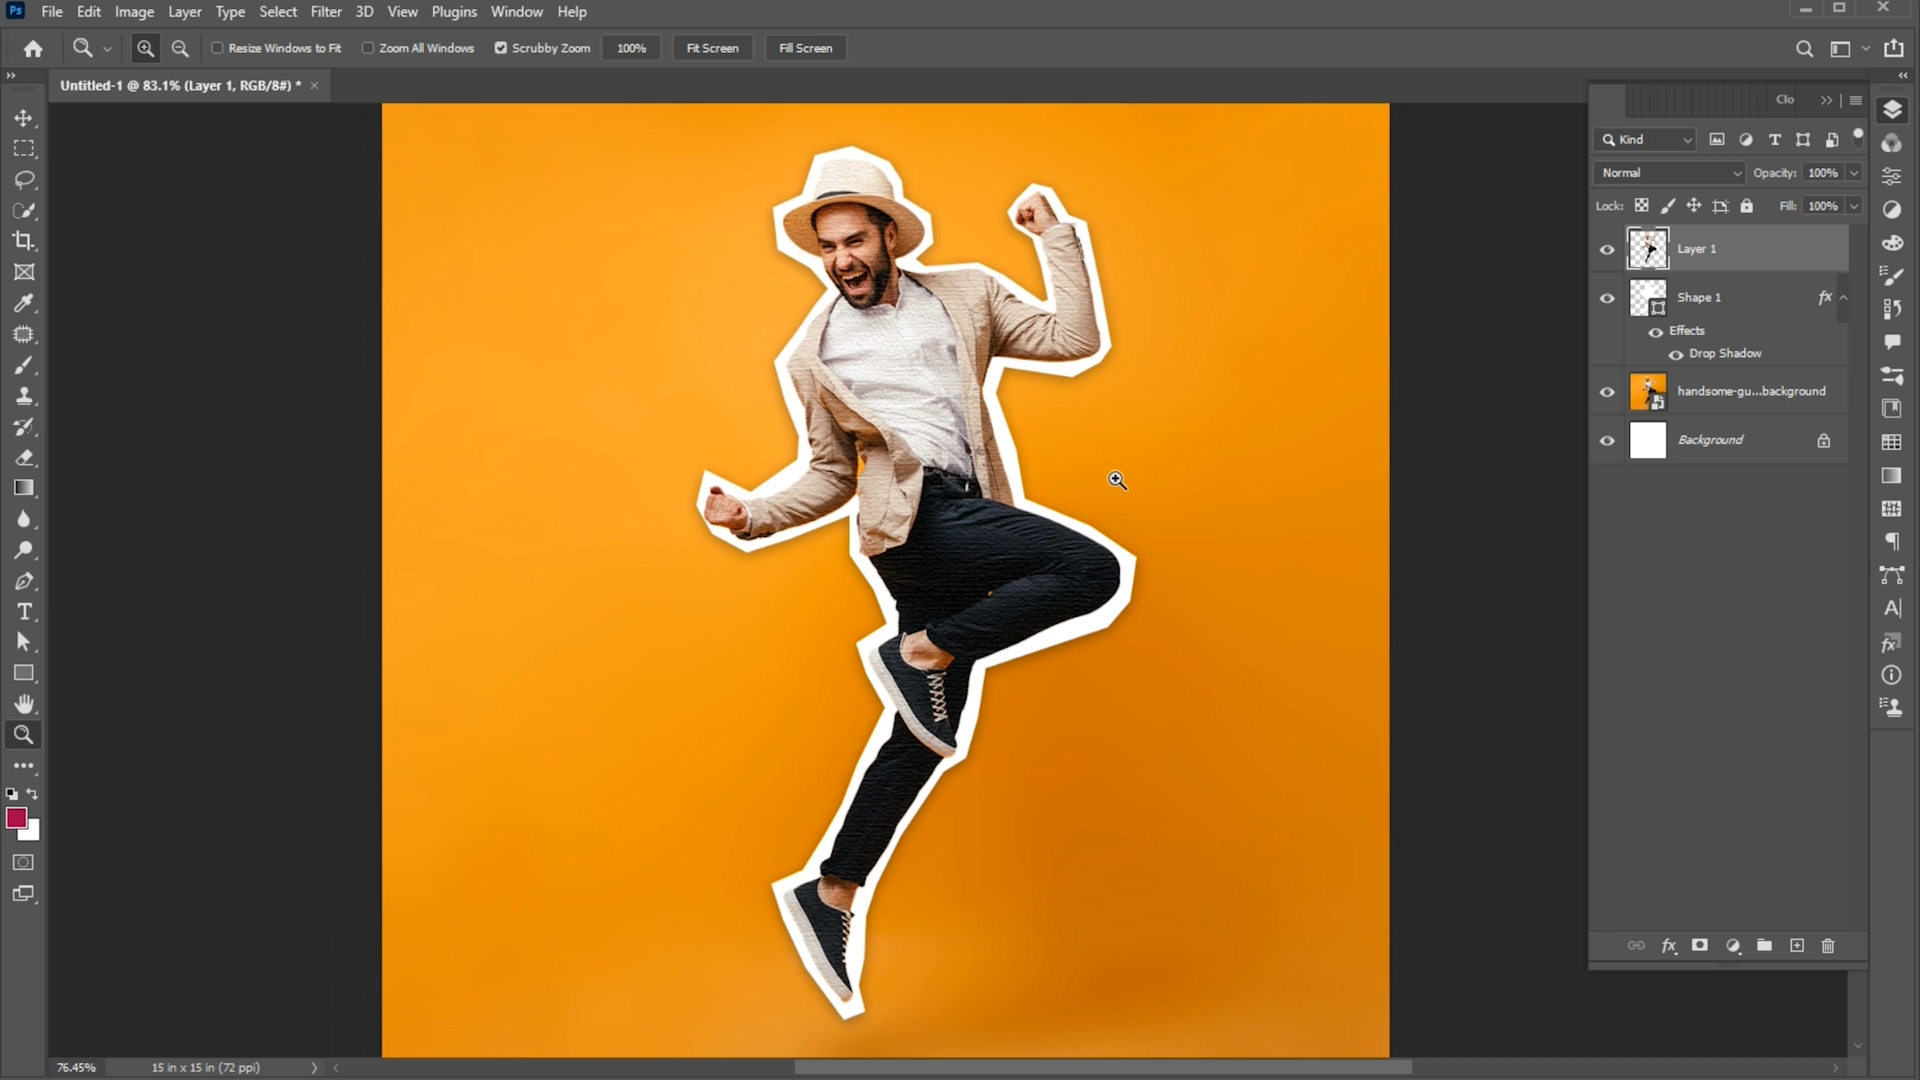 Ps File Edit Image Layer Type Select Filter 3D View Plugins Window Help
Resize Windows to Fit Zoom All Windows Scrubby Zoom 100% Fit Screen Fill Screen
Untitled-1 @ 83.1% (Layer 1, RGB/8#) * ×
Clo
Kind
Normal Opacity: 100%
Lock: Fill: 100%
Layer 1
Shape 1 fx
Effects
Drop Shadow
handsome-gu...background
Background
76.45% 15 in x 15 in (72 ppi)